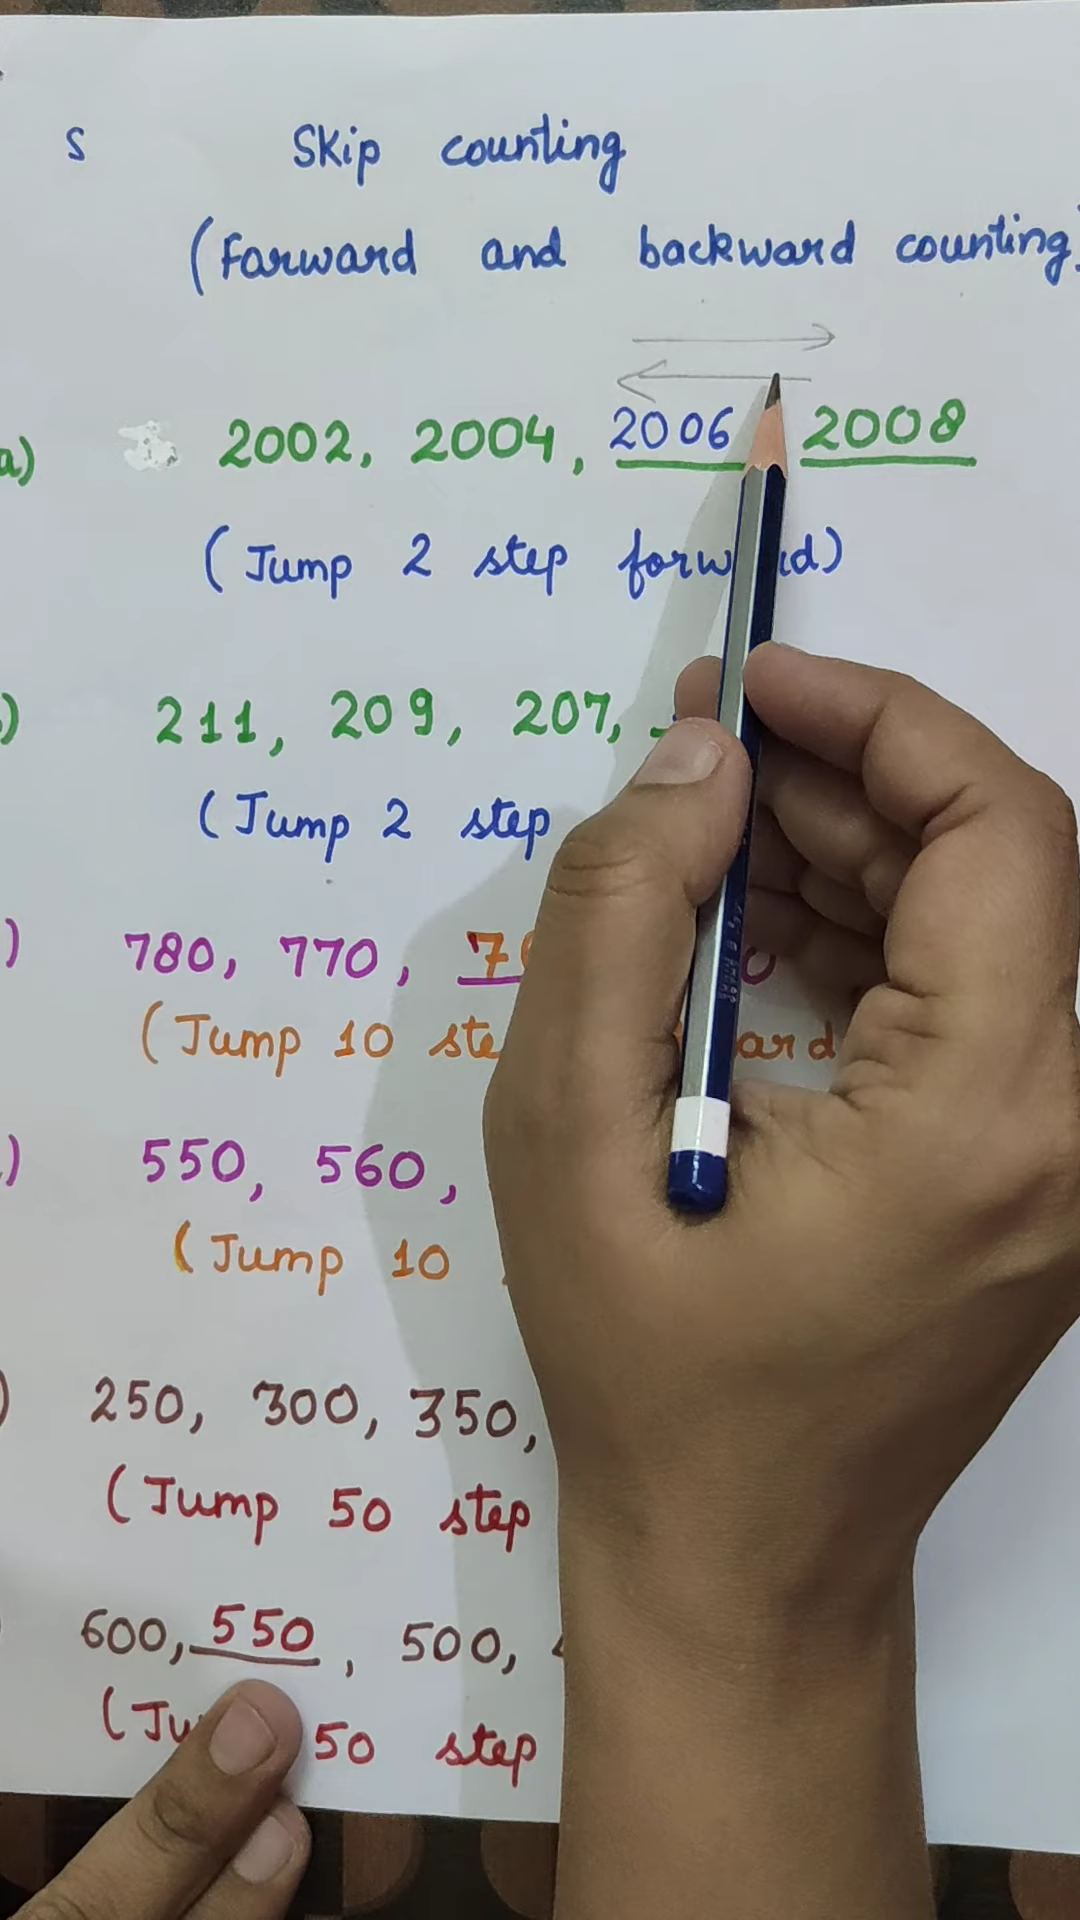 S Skip counting
(Forward and backward counting)
a) 2002, 2004, 2006 2008
(Jump 2 step forward)
) 211, 209, 207,
(Jump 2 step
) 780, 770,
(Jump 10
) 550, 560,
(Jump 10
) 250, 300, 350,
(Jump 50 step
600, 550, 500,
50 step